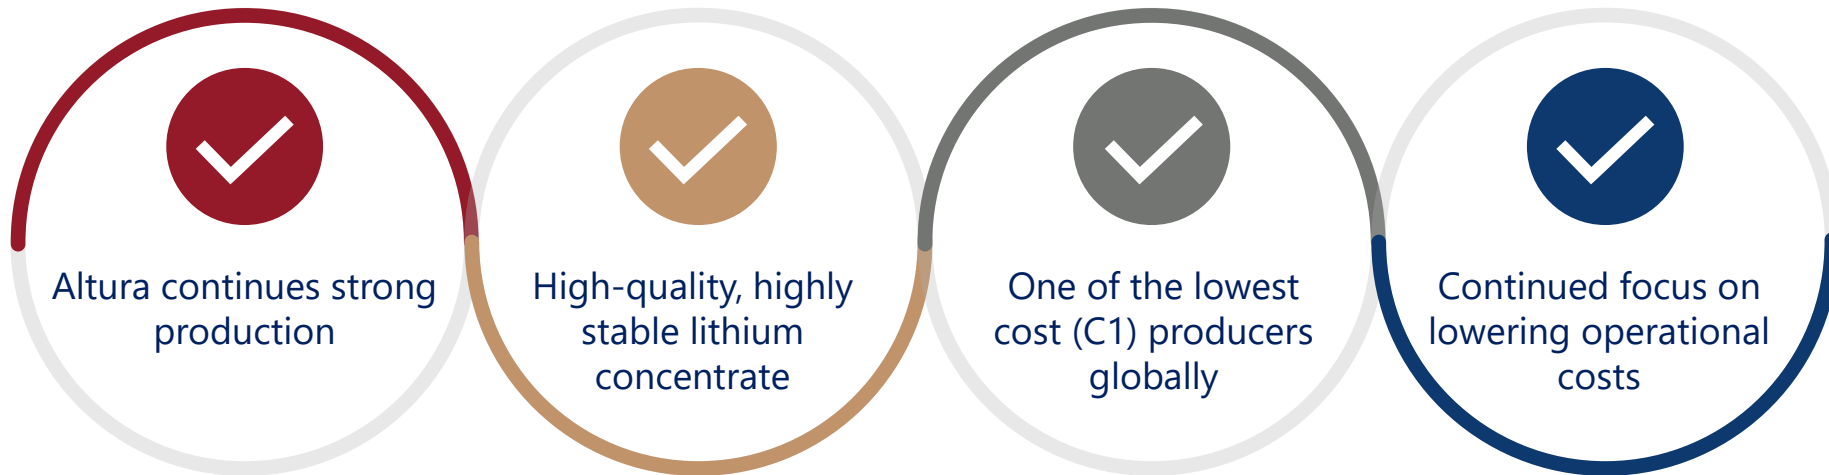 Altura continues strong
production
High-quality, highly
stable lithium
concentrate
One of the lowest
cost (C1) producers
globally
Continued focus on
lowering operational
costs